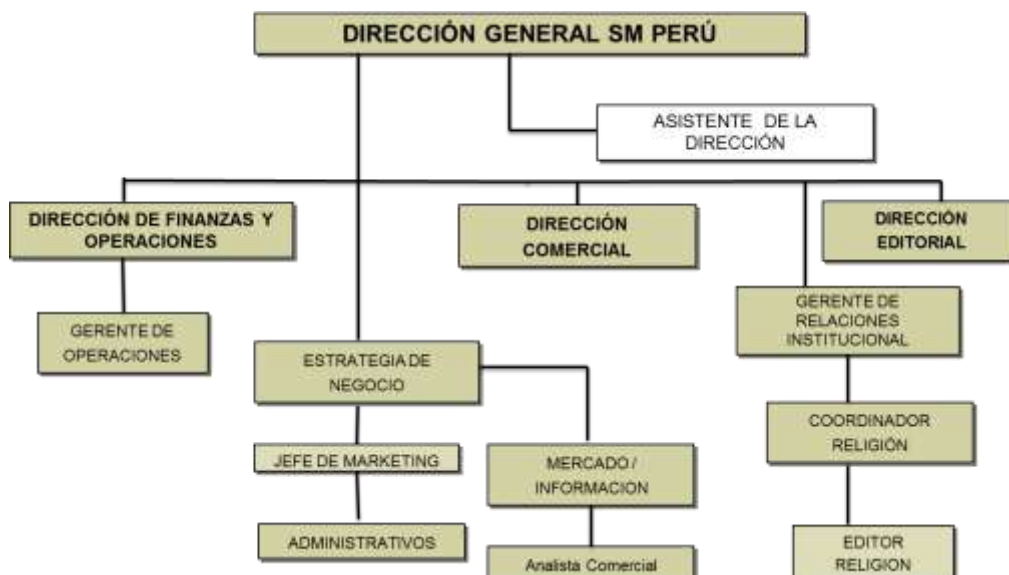 DIRECCIÓN GENERAL SM PERÚ
ASISTENTE DE LA
DIRECCIÓN
DIRECCIÓN DE FINANZAS Y
OPERACIONES
DIRECCIÓN
COMERCIAL
DIRECCIÓN
EDITORIAL
GERENTE DE
OPERACIONES
GERENTE DE
RELACIONES
INSTITUCIONAL
ESTRATEGIA DE
NEGOCIO
COORDINADOR
RELIGIÓN
JEFE DE MARKETING
MERCADO /
INFORMACION
ADMINISTRATIVOS
Analista Comercial
EDITOR
RELIGION